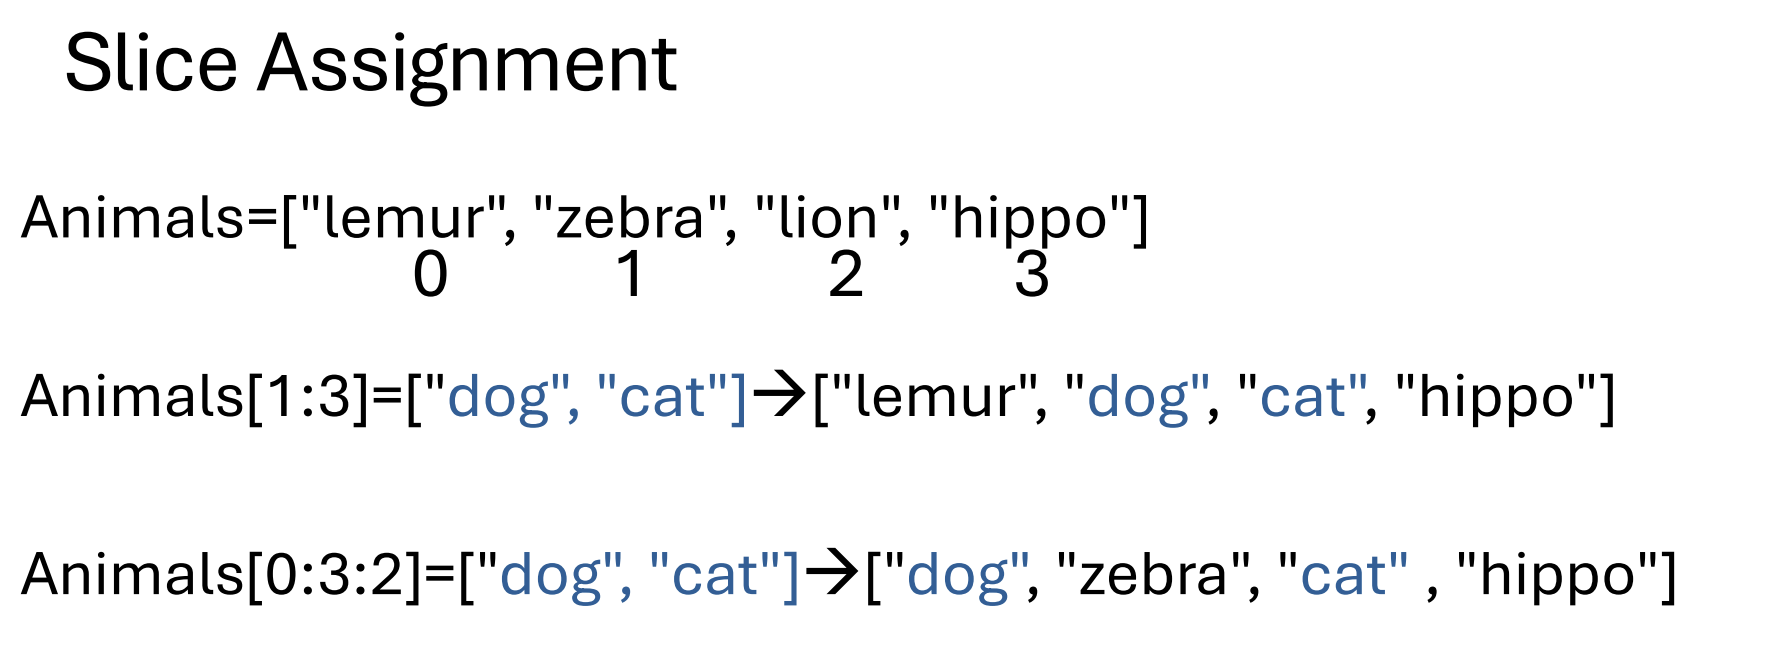 Slice Assignment
Animals=["lemur", "zebra", "lion", "hippo"]
0 1 2 3
Animals[1:3]=["dog", "cat"]→["lemur", "dog", "cat", "hippo"]
Animals[0:3:2]=["dog", "cat"]→["dog", "zebra", "cat" , "hippo"]